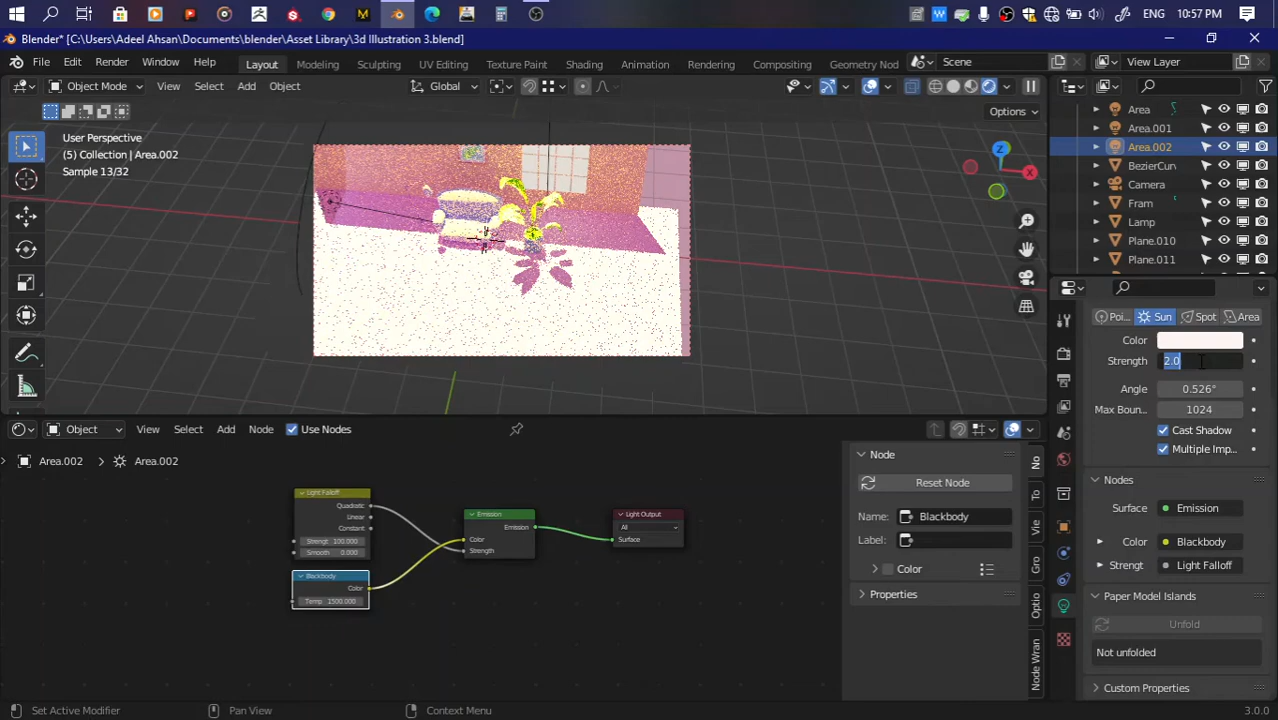 ENG 10:57 PM
Blender* [C:\Users\Adeel Ahsan\Documents\blender\Asset Library\3d Illustration 3.blend]
File Edit Render Window Help Layout Modeling Sculpting UV Editing Texture Paint Shading Animation Rendering Compositing Geometry Nod Scene View Layer
Object Mode View Select Add Object Global
Options
User Perspective
(5) Collection | Area.002
Sample 13/32
Z
X
Area
Area.001
Area.002
BezierCurv
Camera
Fram
Lamp
Plane.010
Plane.011
Poi... Sun Spot Area
Color
Strength 2.0
Angle 0.526°
Max Boun... 1024
Cast Shadow
Multiple Imp...
Nodes
Surface Emission
Color Blackbody
Strengt Light Falloff
Paper Model Islands
Unfold
Not unfolded
Custom Properties
Object View Select Add Node Use Nodes
Area.002 > Area.002
Light Falloff
Quadratic
Linear
Constant
Strengt 100.000
Smooth 0.000
Blackbody
Color
Temp 1500.000
Emission
Emission
Color
Strength
Light Output
All
Surface
Node
Reset Node
Name: Blackbody
Label:
Color
Properties
No
To
Vie
Gro
Optio
Node Wran
Set Active Modifier Pan View Context Menu 3.0.0